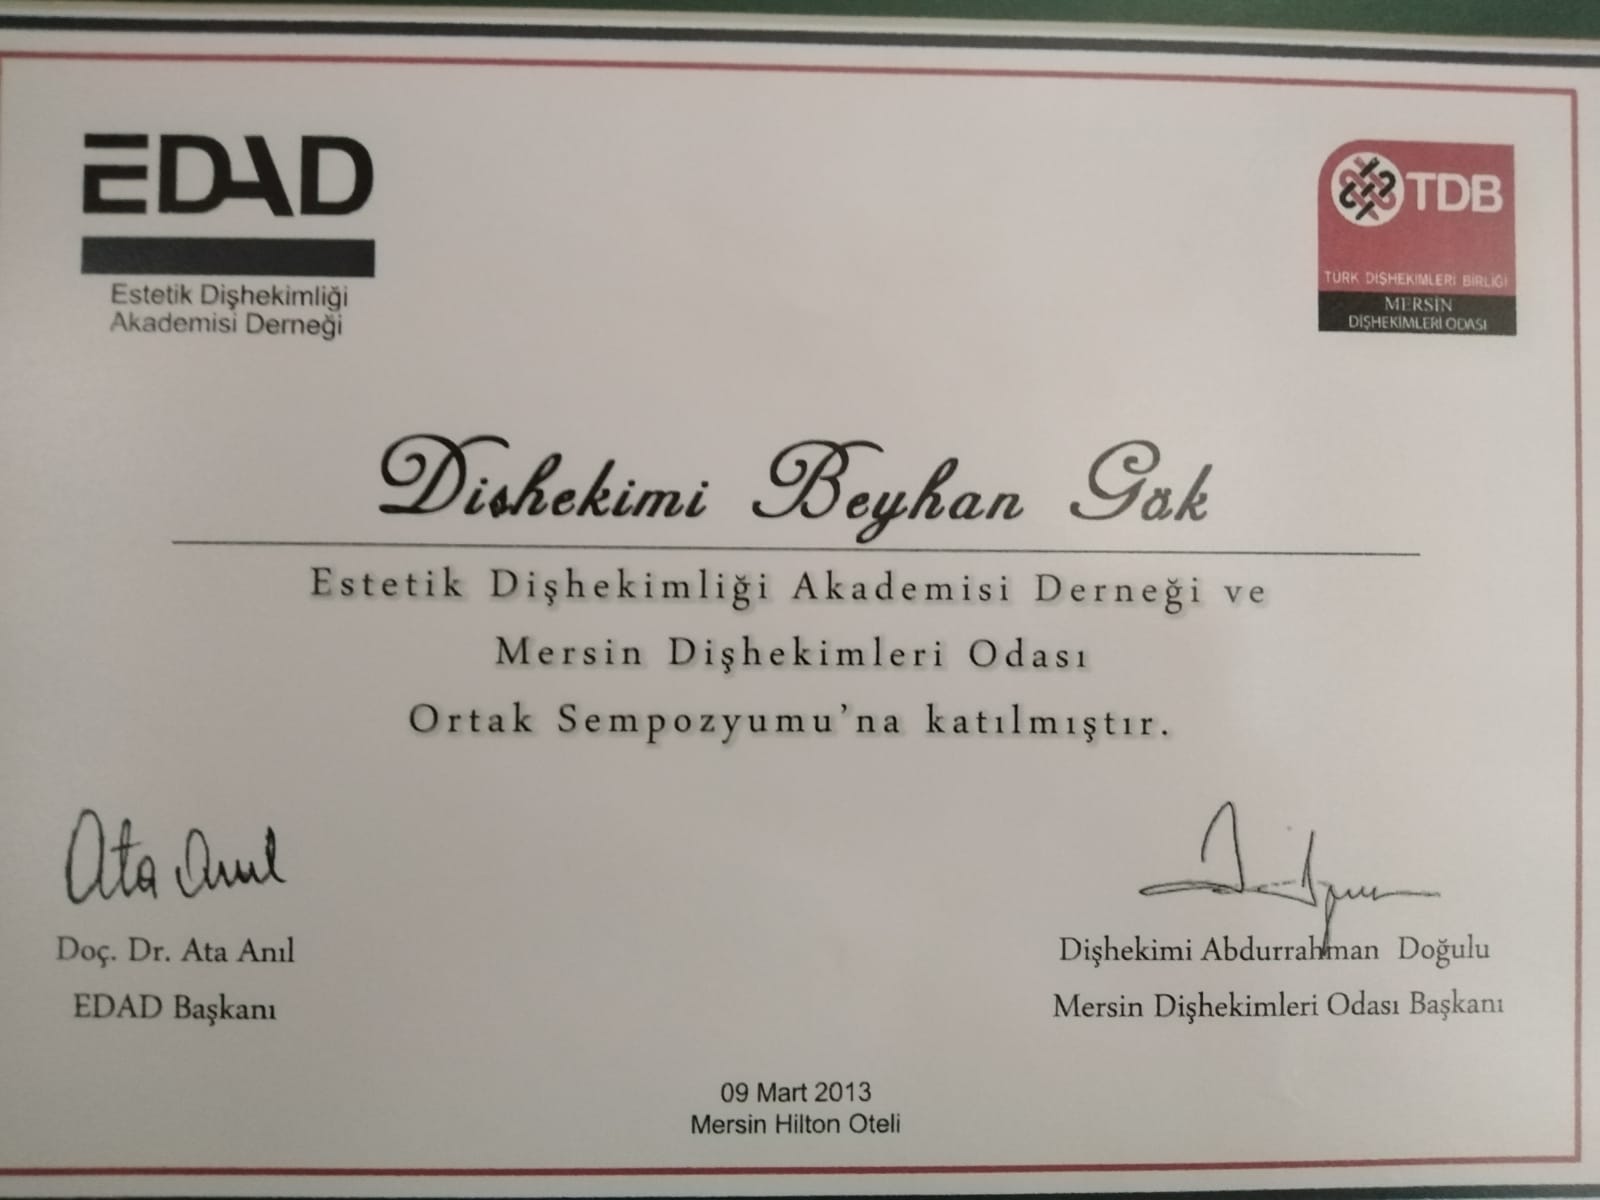 EDAD
Estetik Dişhekimliği
Akademisi Derneği
TDB
TÜRK DİŞHEKİMLERİ BİRLİĞİ
MERSİN
DİŞHEKİMLERİ ODASI
Dishekimi Beyhan Gök
Estetik Dişhekimliği Akademisi Derneği ve
Mersin Dişhekimleri Odası
Ortak Sempozyumu'na katılmıştır.
Ata Anıl
Doç. Dr. Ata Anıl
EDAD Başkanı
Dişhekimi Abdurrahman Doğulu
Mersin Dişhekimleri Odası Başkanı
09 Mart 2013
Mersin Hilton Oteli